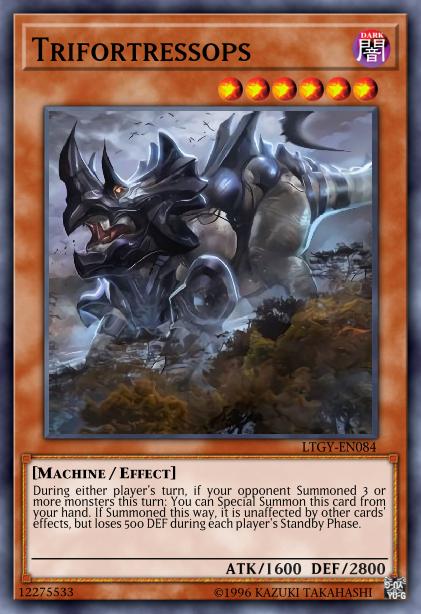 Trifortressops
DARK
闇
LTGY-EN084
[Machine / Effect]
During either player's turn, if your opponent Summoned 3 or
more monsters this turn: You can Special Summon this card from
your hand. If Summoned this way, it is unaffected by other cards'
effects, but loses 500 DEF during each player's Standby Phase.
ATK/1600 DEF/2800
12275533
©1996 KAZUKI TAKAHASHI